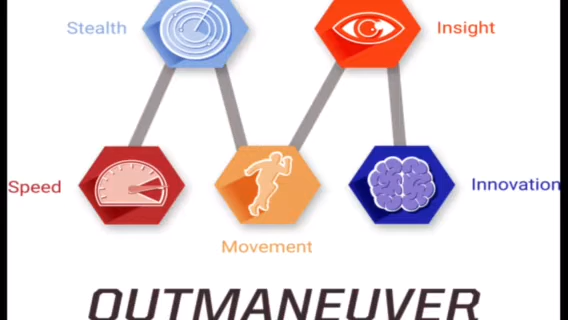 Stealth
Insight
Speed
Movement
Innovation
OUTMANEUVER